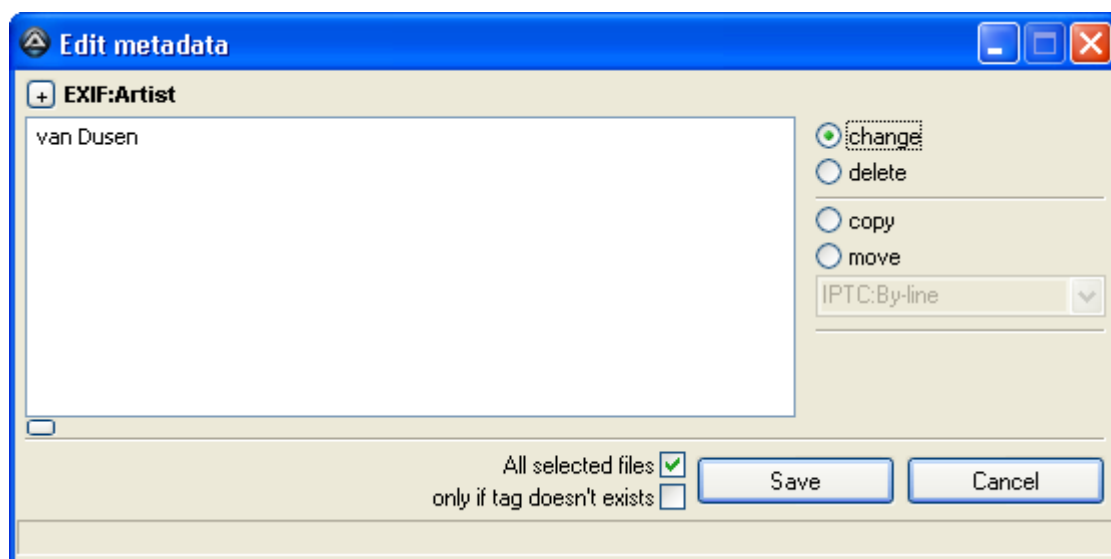 Edit metadata
+ EXIF:Artist
van Dusen
change
delete
copy
move
IPTC:By-line
All selected files
only if tag doesn't exists
Save
Cancel